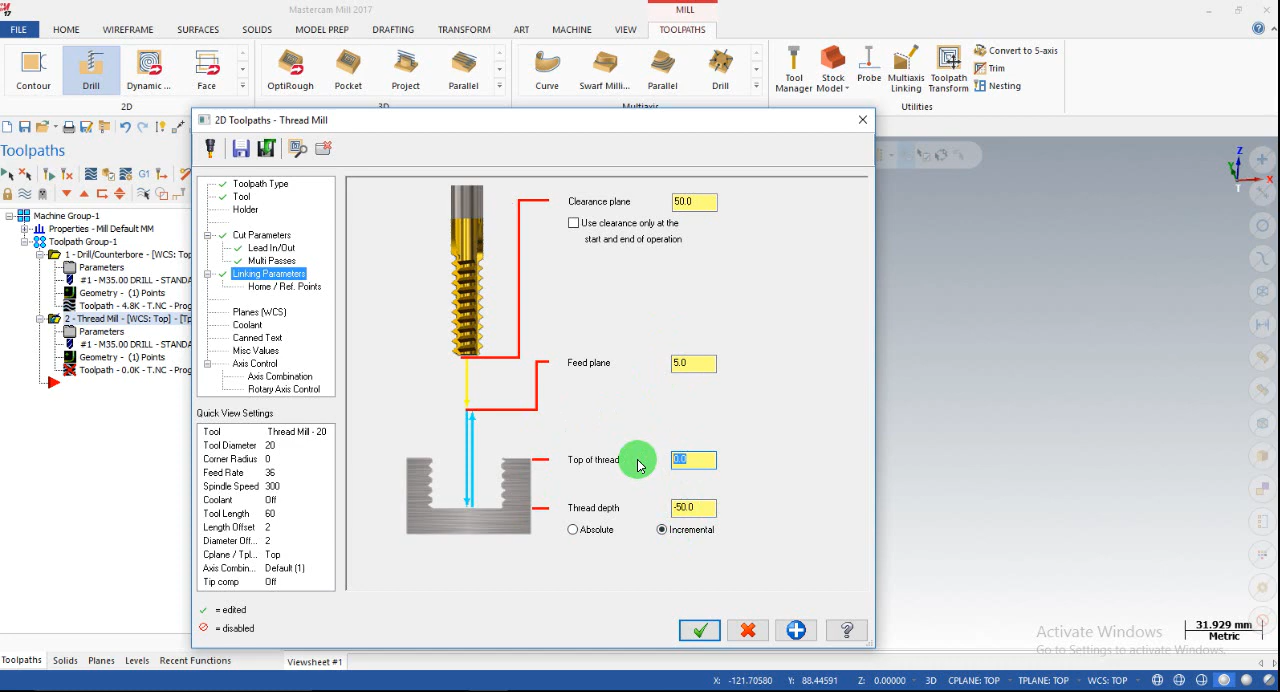 17
Mastercam Mill 2017
MILL
FILE
HOME
WIREFRAME
SURFACES
SOLIDS
MODEL PREP
DRAFTING
TRANSFORM
ART
MACHINE
VIEW
TOOLPATHS
Contour
Drill
Dynamic ...
Face
OptiRough
Pocket
Project
Parallel
Curve
Swarf Milli...
Parallel
Drill
Tool Manager
Stock Model
Probe
Multiaxis Linking
Toolpath Transform
Convert to 5-axis
Trim
Nesting
2D
3D
Multiaxis
Utilities
Toolpaths
G1
Machine Group-1
Properties - Mill Default MM
Toolpath Group-1
1 - Drill/Counterbore - [WCS: Top
Parameters
#1 - M35.00 DRILL - STANDA
Geometry - (1) Points
Toolpath - 4.8K - T.NC - Prog
2 - Thread Mill - [WCS: Top] - [Tp
Parameters
#1 - M35.00 DRILL - STANDA
Geometry - (1) Points
Toolpath - 0.0K - T.NC - Prog
2D Toolpaths - Thread Mill
Toolpath Type
Tool
Holder
Cut Parameters
Lead In/Out
Multi Passes
Linking Parameters
Home / Ref. Points
Planes (WCS)
Coolant
Canned Text
Misc Values
Axis Control
Axis Combination
Rotary Axis Control
Quick View Settings
Tool Thread Mill - 20
Tool Diameter 20
Corner Radius 0
Feed Rate 36
Spindle Speed 300
Coolant Off
Tool Length 60
Length Offset 2
Diameter Off... 2
Cplane / Tpl... Top
Axis Combin... Default (1)
Tip comp Off
= edited
= disabled
Clearance plane 50.0
Use clearance only at the
start and end of operation
Feed plane 5.0
Top of thread 0.0
Thread depth -50.0
Absolute Incremental
Z
Y
X
T
31.929 mm
Metric
Activate Windows
Go to Settings to activate Windows.
Toolpaths Solids Planes Levels Recent Functions
Viewsheet #1
X: -121.70580 Y: 88.44591 Z: 0.00000 3D CPLANE: TOP TPLANE: TOP WCS: TOP